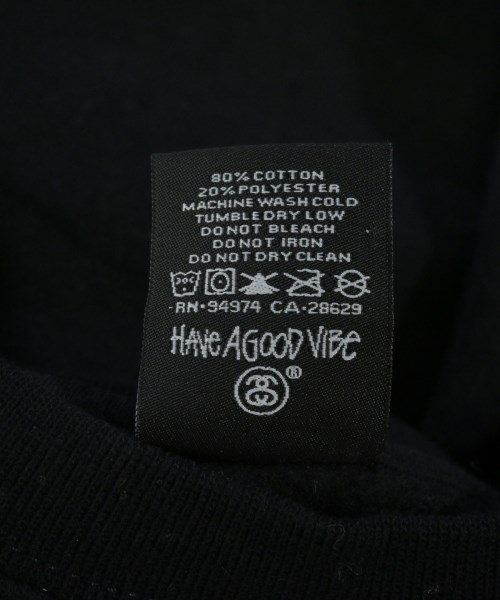 80% COTTON
20% POLYESTER
MACHINE WASH COLD
TUMBLE DRY LOW
DO NOT BLEACH
DO NOT IRON
DO NOT DRY CLEAN
30C
RN·94974 CA·28629
HAVE A GOOD VIBE
®